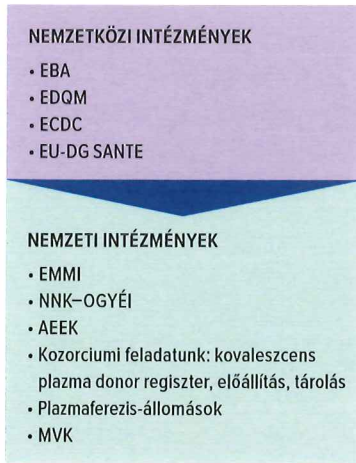 NEMZETKÖZI INTÉZMÉNYEK
• EBA
• EDQM
• ECDC
• EU-DG SANTE
NEMZETI INTÉZMÉNYEK
• EMMI
• NNK–OGYÉI
• AEEK
• Kozorciumi feladatunk: kovaleszcens
plazma donor regiszter, előállítás, tárolás
• Plazmaferezis-állomások
• MVK